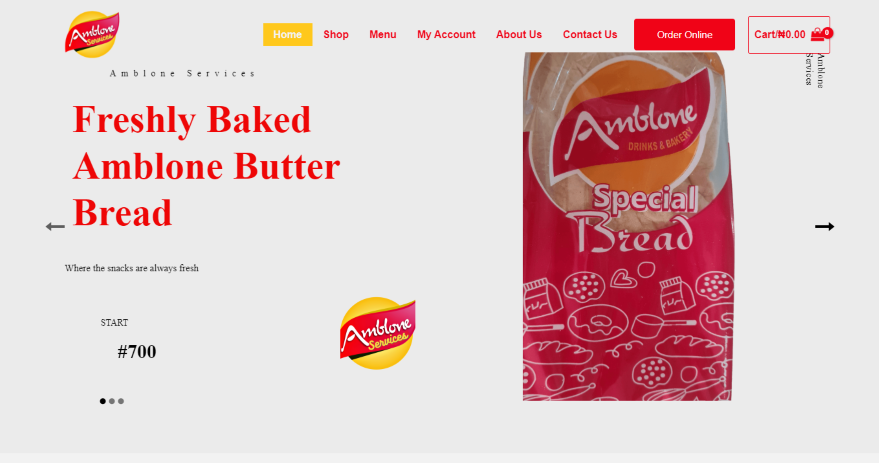 Amblone
Services
Home
Shop
Menu
My Account
About Us
Contact Us
Order Online
Cart/₦0.00
0
Amblone Services
Amblone
Services
Freshly Baked
Amblone Butter
Bread
Where the snacks are always fresh
START
#700
Amblone
Services
Amblone
DRINKS & BAKERY
Special
Bread